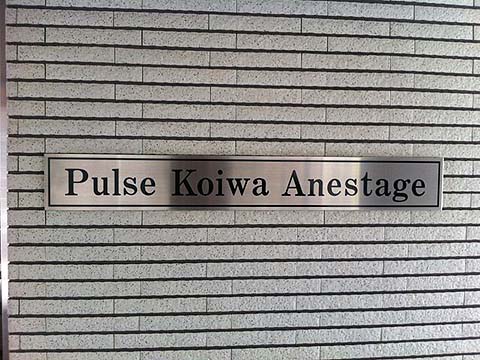 Pulse Koiwa Anestage